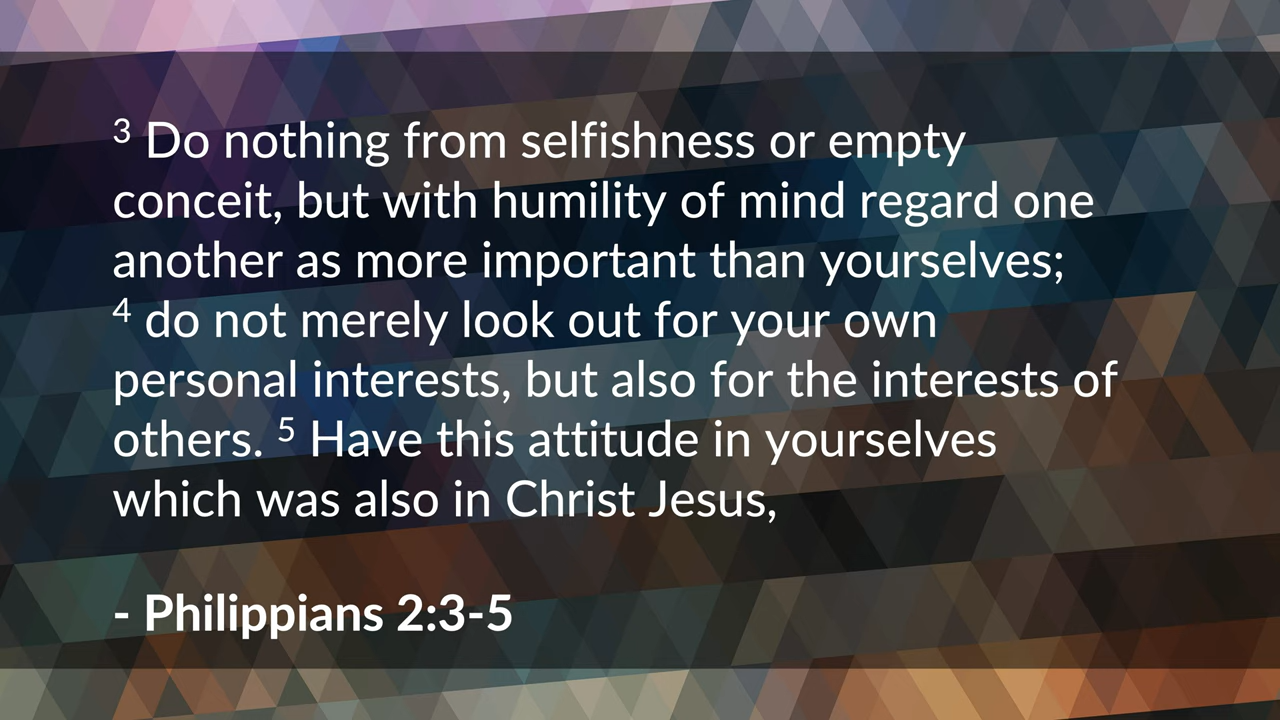 3 Do nothing from selfishness or empty
conceit, but with humility of mind regard one
another as more important than yourselves;
4 do not merely look out for your own
personal interests, but also for the interests of
others. 5 Have this attitude in yourselves
which was also in Christ Jesus,
- Philippians 2:3-5